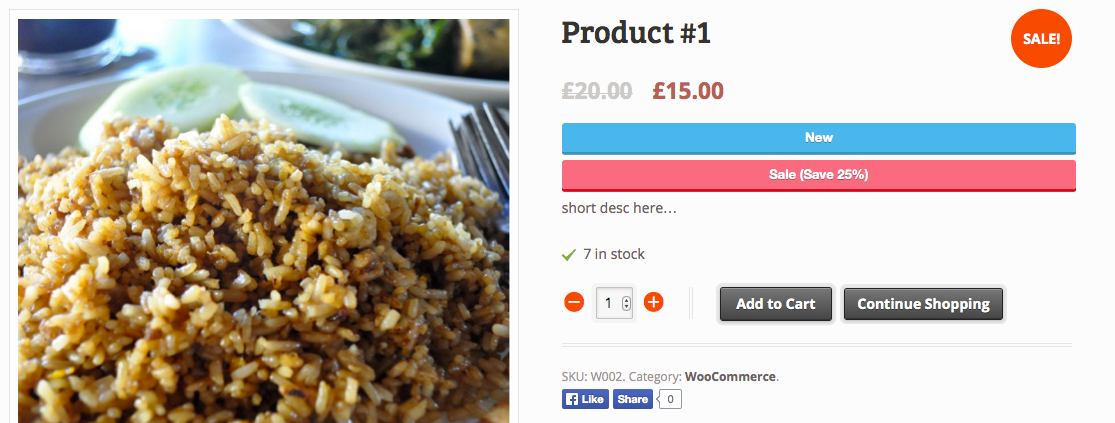 Product #1
SALE!
£20.00 £15.00
New
Sale (Save 25%)
short desc here...
7 in stock
1
Add to Cart
Continue Shopping
SKU: W002. Category: WooCommerce.
Like Share 0